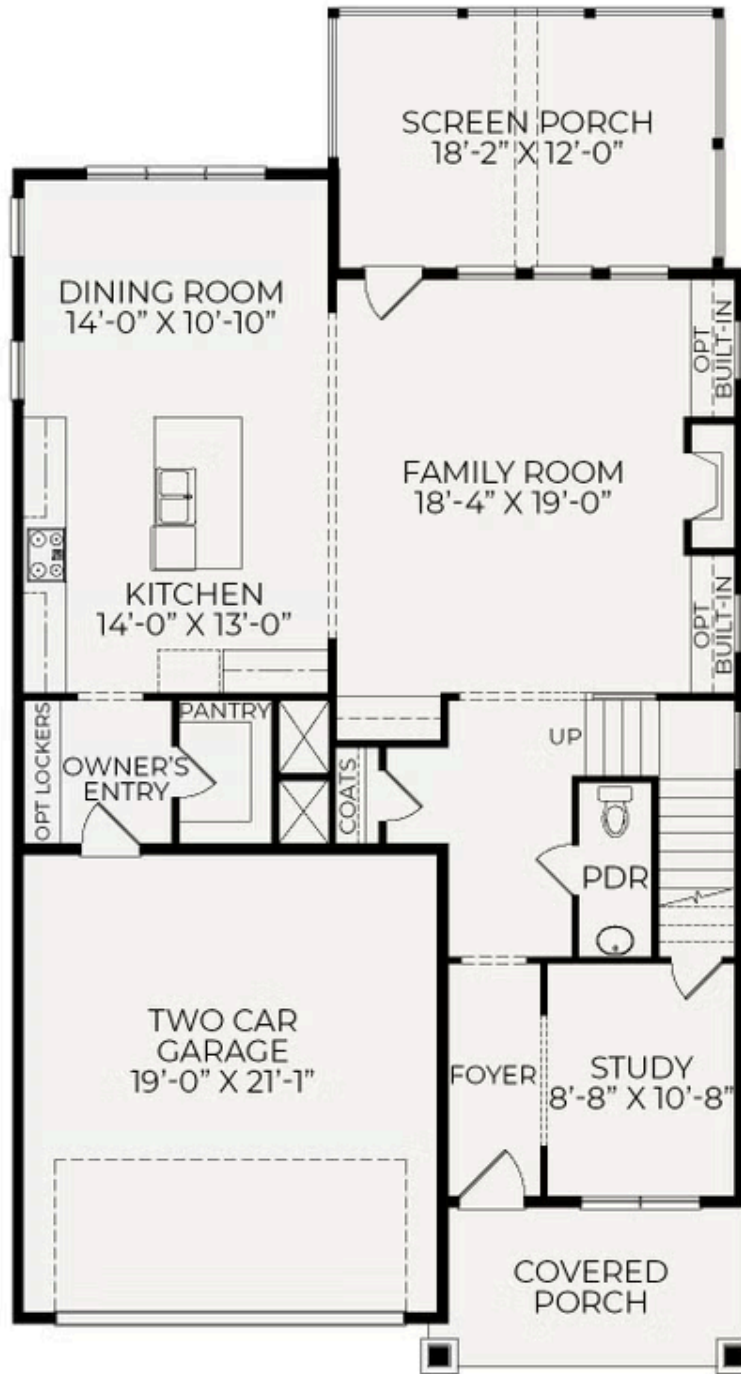 SCREEN PORCH
18'-2” X 12'-0”
DINING ROOM
14'-0” X 10'-10”
OPT
BUILT-IN
FAMILY ROOM
18'-4” X 19'-0”
KITCHEN
14'-0” X 13'-0”
OPT
BUILT-IN
OPT LOCKERS
OWNER'S
ENTRY
PANTRY
COATS
UP
PDR
TWO CAR
GARAGE
19'-0” X 21'-1”
FOYER
STUDY
8'-8” X 10'-8”
COVERED
PORCH